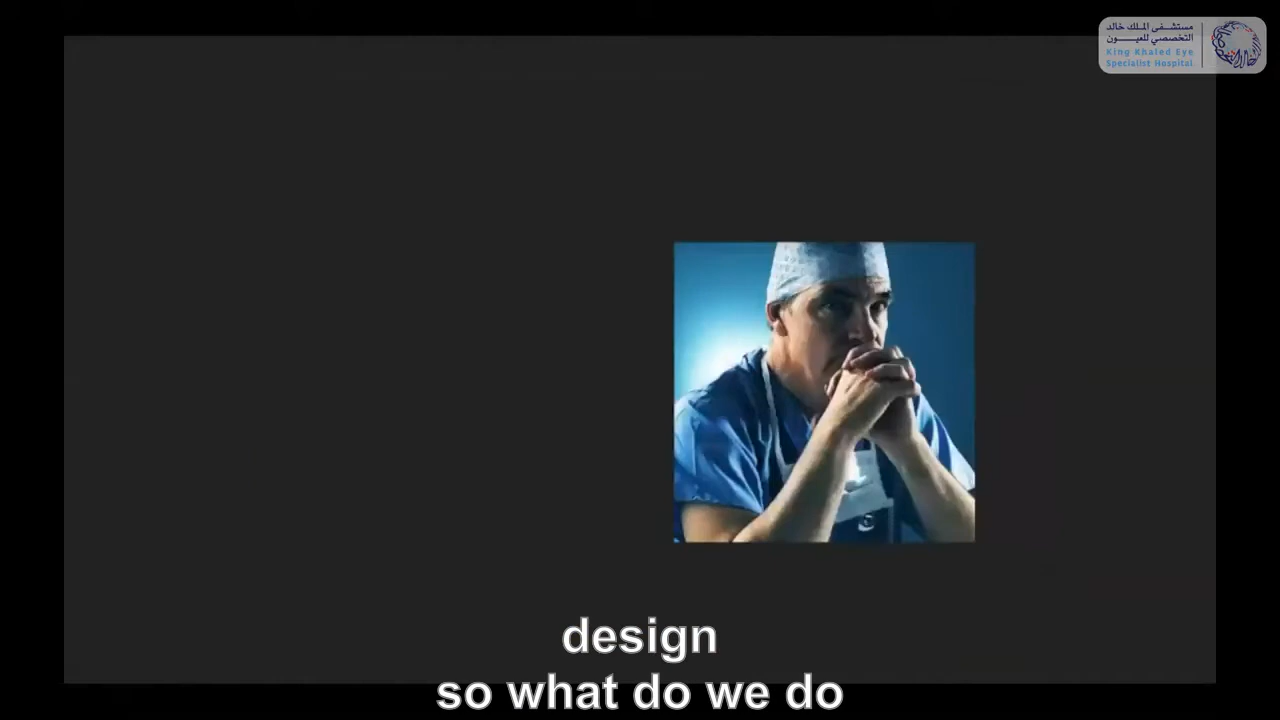 مستشفى الملك خالد
التخصصي للعيون
King Khaled Eye
Specialist Hospital
design
so what do we do